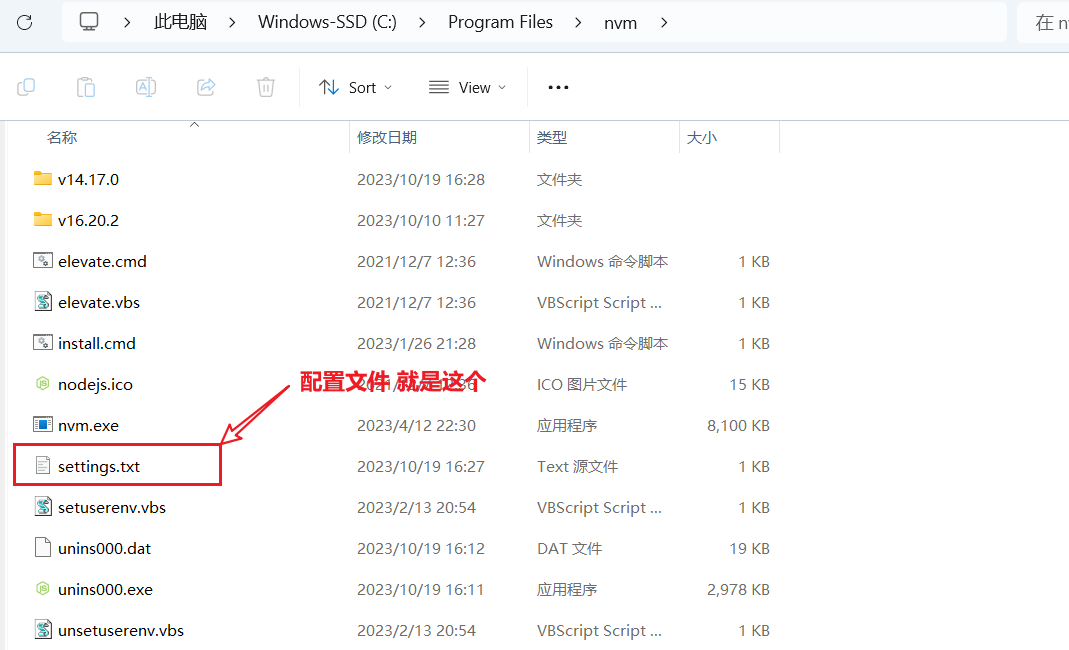 此电脑 Windows-SSD (C:) Program Files nvm 在 n
Sort View
名称 修改日期 类型 大小
v14.17.0 2023/10/19 16:28 文件夹
v16.20.2 2023/10/10 11:27 文件夹
elevate.cmd 2021/12/7 12:36 Windows 命令脚本 1 KB
elevate.vbs 2021/12/7 12:36 VBScript Script ... 1 KB
install.cmd 2023/1/26 21:28 Windows 命令脚本 1 KB
配置文件 就是这个
nodejs.ico ICO 图片文件 15 KB
nvm.exe 2023/4/12 22:30 应用程序 8,100 KB
settings.txt 2023/10/19 16:27 Text 源文件 1 KB
setuserenv.vbs 2023/2/13 20:54 VBScript Script ... 1 KB
unins000.dat 2023/10/19 16:12 DAT 文件 19 KB
unins000.exe 2023/10/19 16:11 应用程序 2,978 KB
unsetuserenv.vbs 2023/2/13 20:54 VBScript Script ... 1 KB